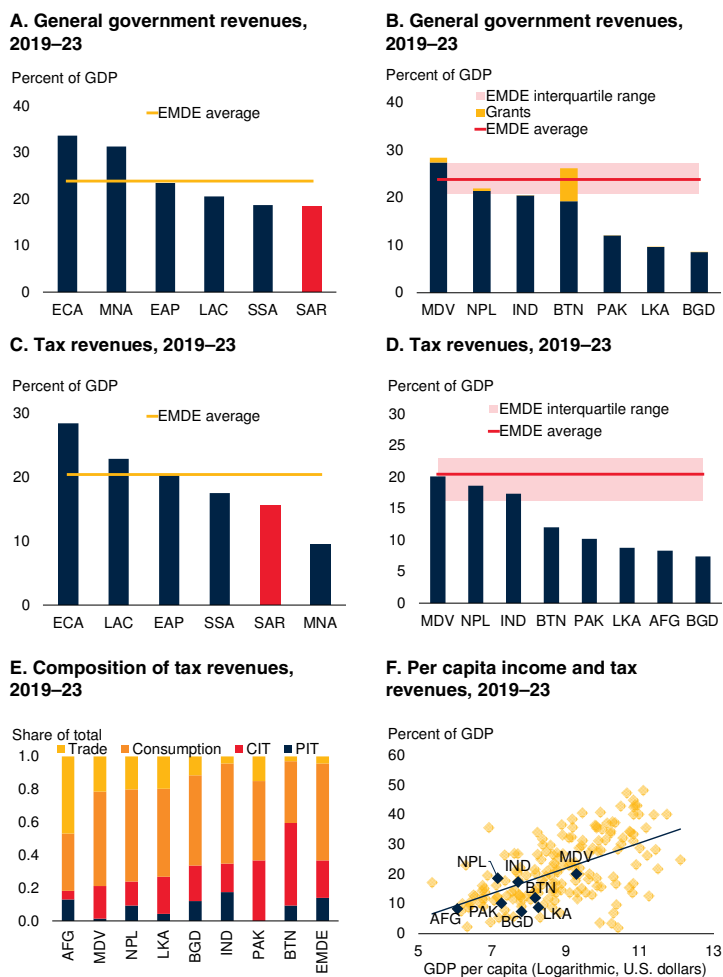 A. General government revenues,
2019–23
Percent of GDP
40
30
20
10
0
EMDE average
ECA MNA EAP LAC SSA SAR
B. General government revenues,
2019–23
Percent of GDP
40
30
20
10
0
EMDE interquartile range
Grants
EMDE average
MDV NPL IND BTN PAK LKA BGD
C. Tax revenues, 2019–23
Percent of GDP
30
20
10
0
EMDE average
ECA LAC EAP SSA SAR MNA
D. Tax revenues, 2019–23
Percent of GDP
30
25
20
15
10
5
0
EMDE interquartile range
EMDE average
MDV NPL IND BTN PAK LKA AFG BGD
E. Composition of tax revenues,
2019–23
Share of total
Trade Consumption CIT PIT
1.0
0.8
0.6
0.4
0.2
0.0
AFG MDV NPL LKA BGD IND PAK BTN EMDE
F. Per capita income and tax
revenues, 2019–23
Percent of GDP
60
50
40
30
20
10
0
NPL IND MDV
BTN
AFG PAK BGD LKA
5 7 9 11 13
GDP per capita (Logarithmic, U.S. dollars)